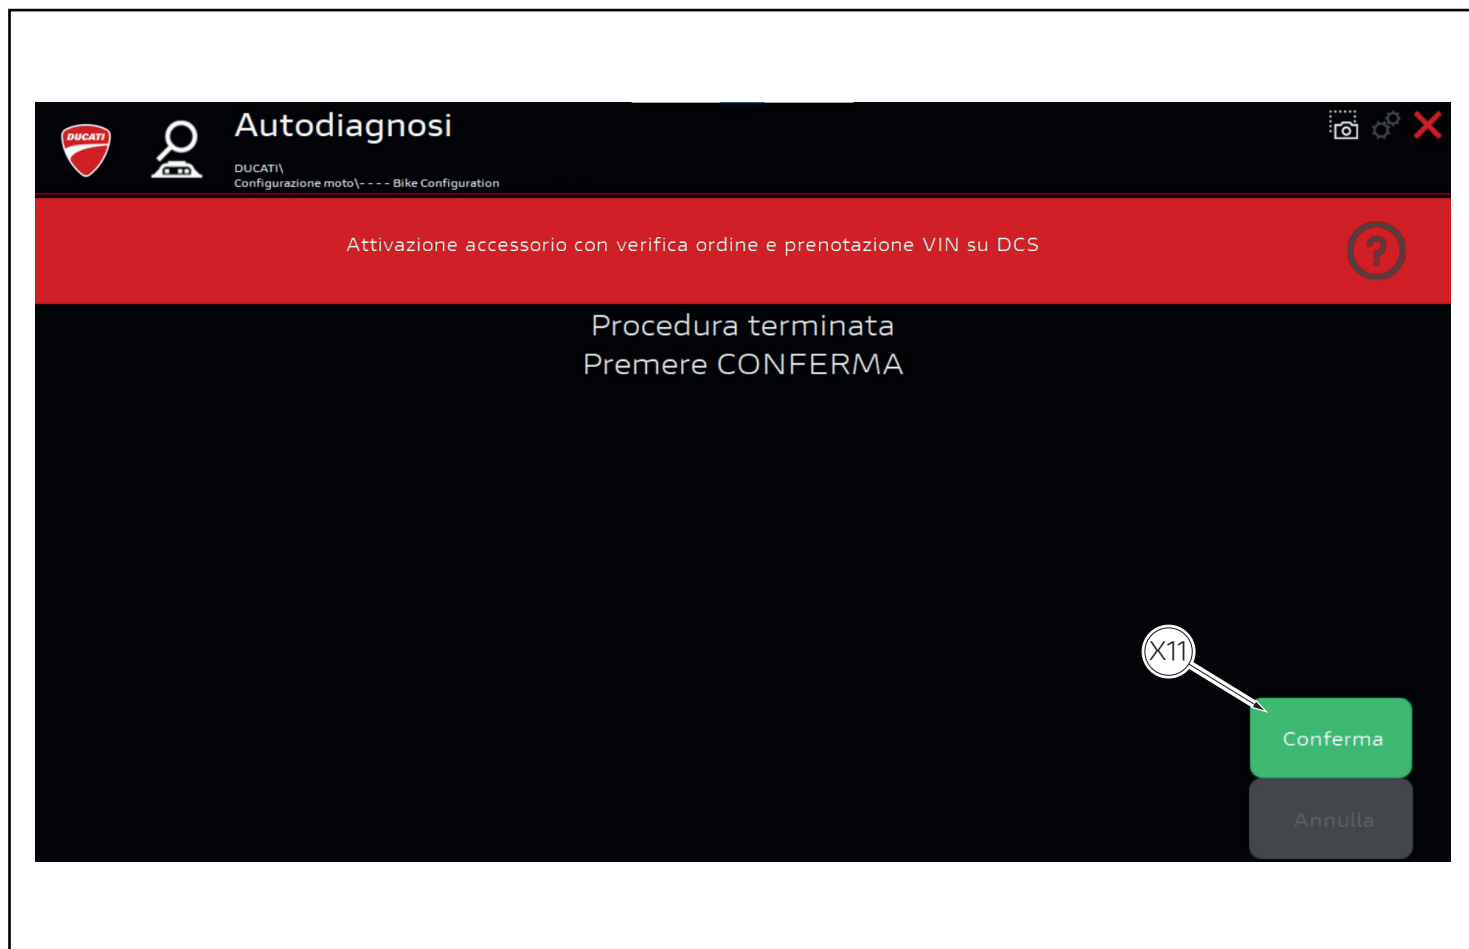 DUCATI
Autodiagnosi
DUCATI\
Configurazione moto\- - - - Bike Configuration
Attivazione accessorio con verifica ordine e prenotazione VIN su DCS
?
Procedura terminata
Premere CONFERMA
X11
Conferma
Annulla